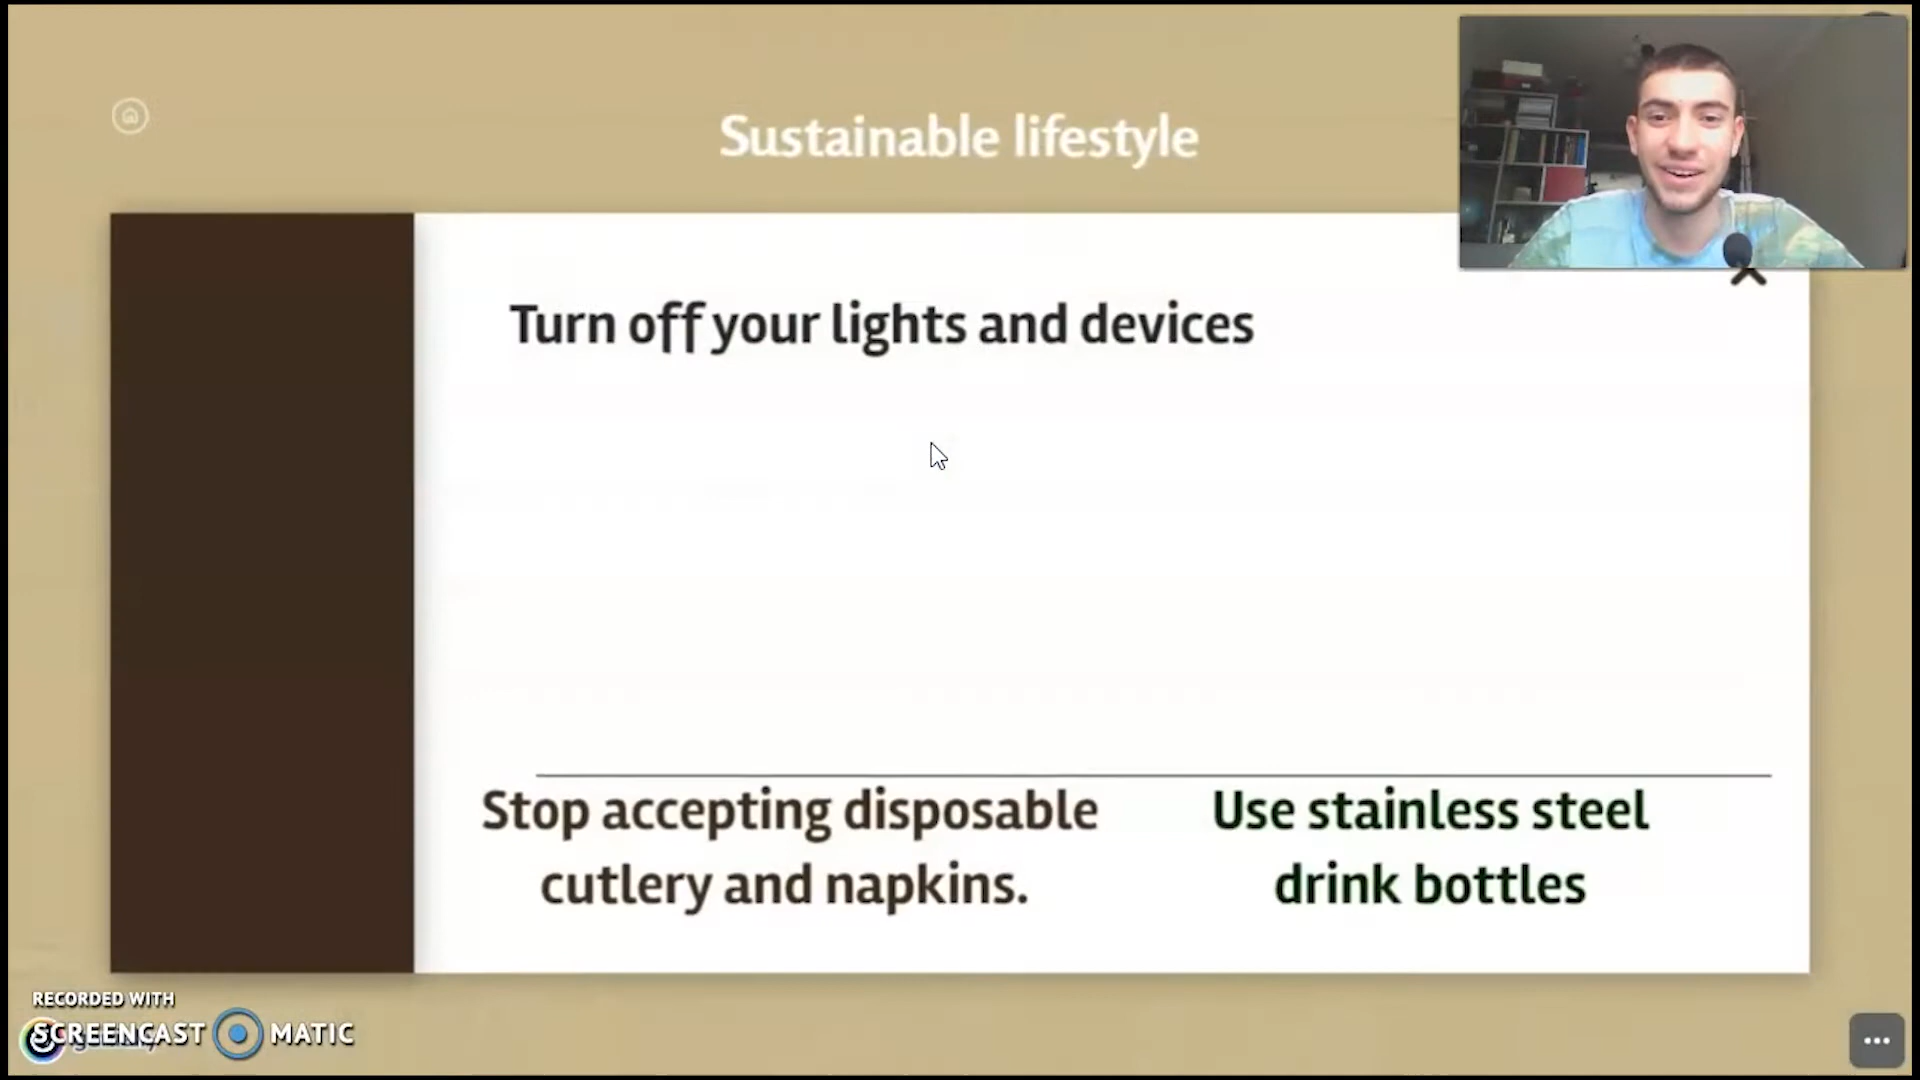 Sustainable lifestyle
Turn off your lights and devices
Stop accepting disposable
cutlery and napkins.
Use stainless steel
drink bottles
RECORDED WITH
SCREENCAST MATIC